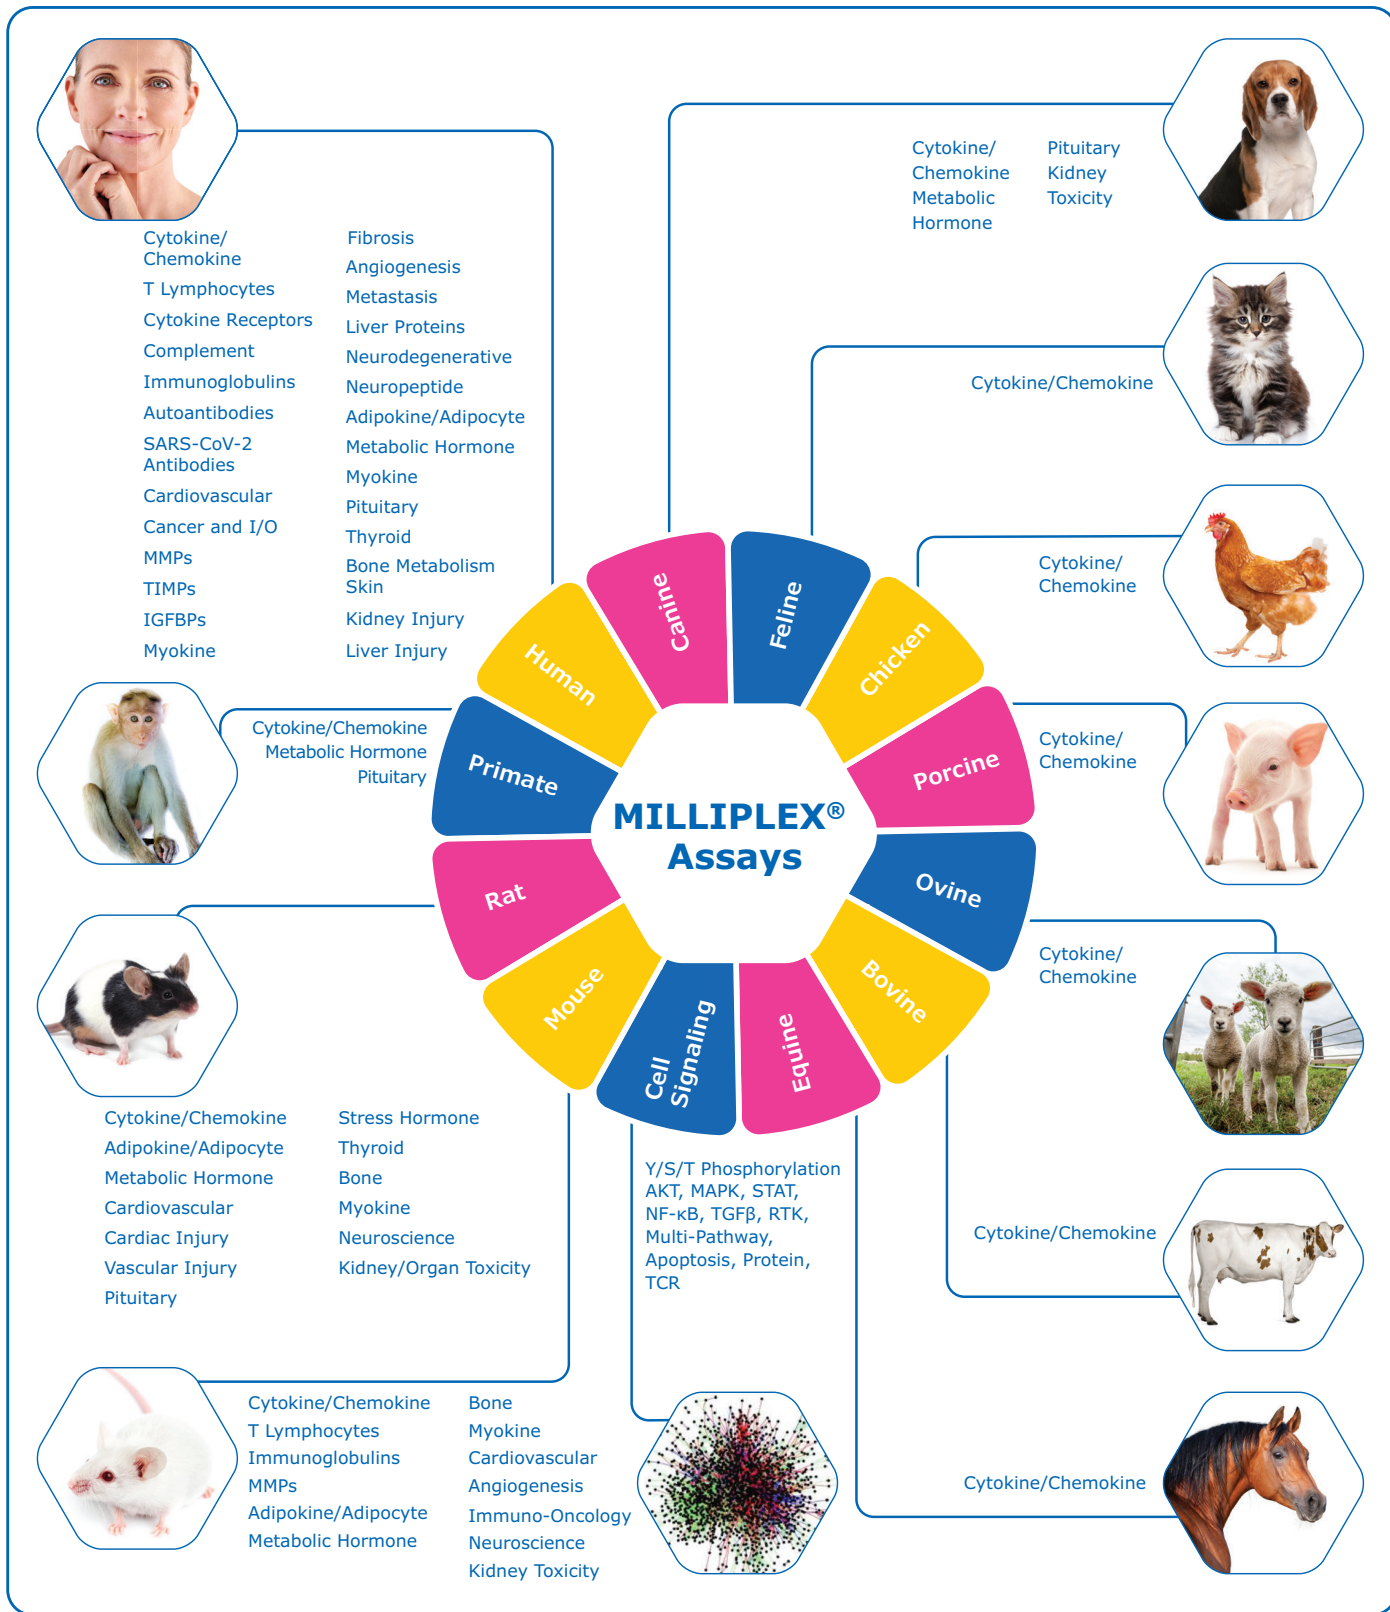 Cytokine/
Chemokine
T Lymphocytes
Cytokine Receptors
Complement
Immunoglobulins
Autoantibodies
SARS-CoV-2
Antibodies
Cardiovascular
Cancer and I/O
MMPs
TIMPs
IGFBPs
Myokine
Fibrosis
Angiogenesis
Metastasis
Liver Proteins
Neurodegenerative
Neuropeptide
Adipokine/Adipocyte
Metabolic Hormone
Myokine
Pituitary
Thyroid
Bone Metabolism
Skin
Kidney Injury
Liver Injury
Cytokine/
Chemokine
Metabolic
Hormone
Pituitary
Kidney
Toxicity
Cytokine/Chemokine
Cytokine/
Chemokine
Cytokine/
Chemokine
Cytokine/
Chemokine
Cytokine/Chemokine
Cytokine/Chemokine
Cytokine/Chemokine
Metabolic Hormone
Pituitary
MILLIPLEX®
Assays
Human
Canine
Feline
Chicken
Porcine
Ovine
Bovine
Equine
Cell
Signaling
Mouse
Rat
Primate
Cytokine/Chemokine
Adipokine/Adipocyte
Metabolic Hormone
Cardiovascular
Cardiac Injury
Vascular Injury
Pituitary
Stress Hormone
Thyroid
Bone
Myokine
Neuroscience
Kidney/Organ Toxicity
Y/S/T Phosphorylation
AKT, MAPK, STAT,
NF-κB, TGFβ, RTK,
Multi-Pathway,
Apoptosis, Protein,
TCR
Cytokine/Chemokine
T Lymphocytes
Immunoglobulins
MMPs
Adipokine/Adipocyte
Metabolic Hormone
Bone
Myokine
Cardiovascular
Angiogenesis
Immuno-Oncology
Neuroscience
Kidney Toxicity